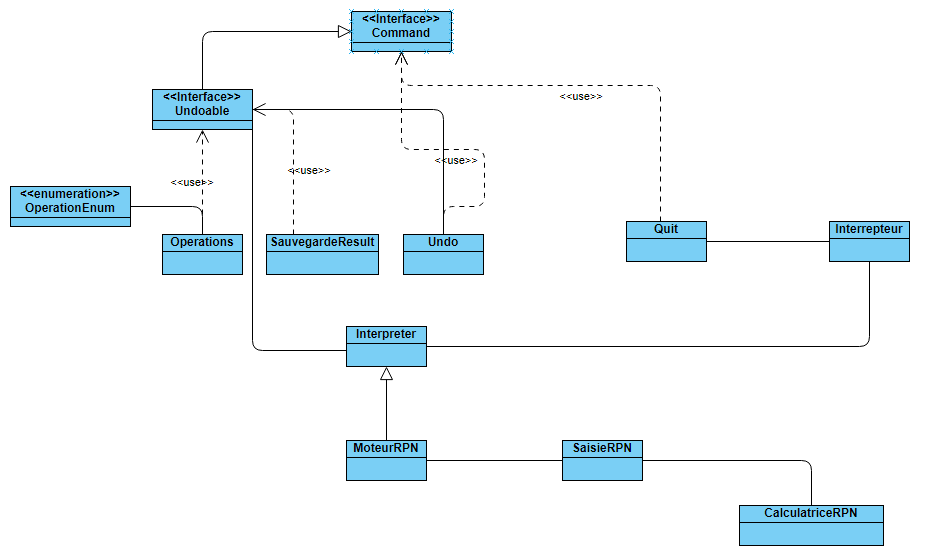 <<Interface>>
Command
<<Interface>>
Undoable
<<use>>
<<use>>
<<use>>
<<use>>
<<enumeration>>
OperationEnum
Operations
SauvegardeResult
Undo
Quit
Interrepteur
Interpreter
MoteurRPN
SaisieRPN
CalculatriceRPN